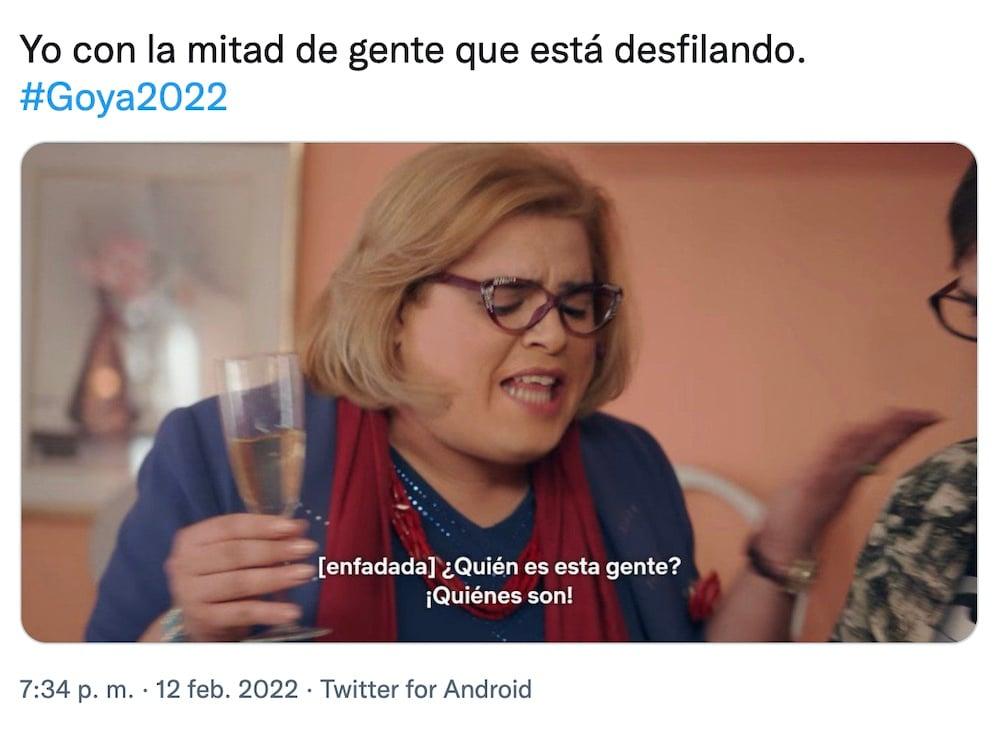 Yo con la mitad de gente que está desfilando.
#Goya2022
[enfadada] ¿Quién es esta gente?
¡Quiénes son!
7:34 p. m. · 12 feb. 2022 · Twitter for Android